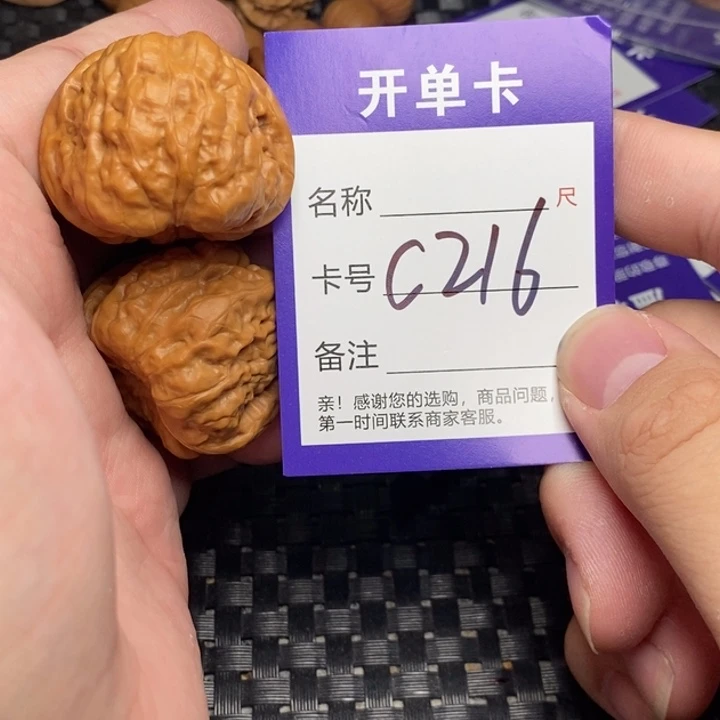 开单卡
名称 尺
卡号 C216
备注
亲！感谢您的选购，商品问题，
第一时间联系商家客服。